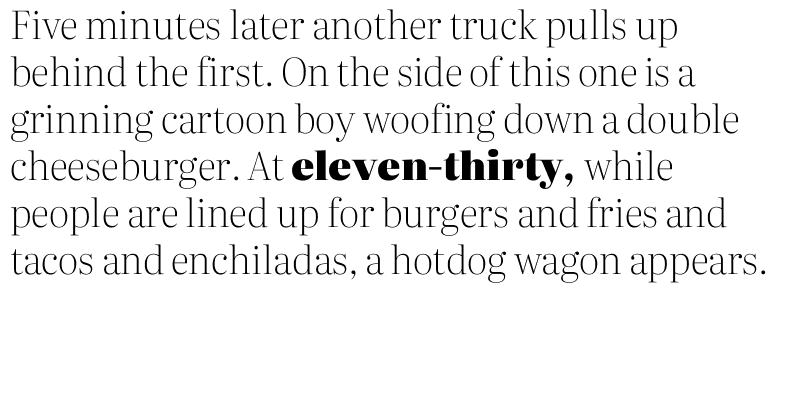 Five minutes later another truck pulls up
behind the first. On the side of this one is a
grinning cartoon boy woofing down a double
cheeseburger. At eleven-thirty, while
people are lined up for burgers and fries and
tacos and enchiladas, a hotdog wagon appears.